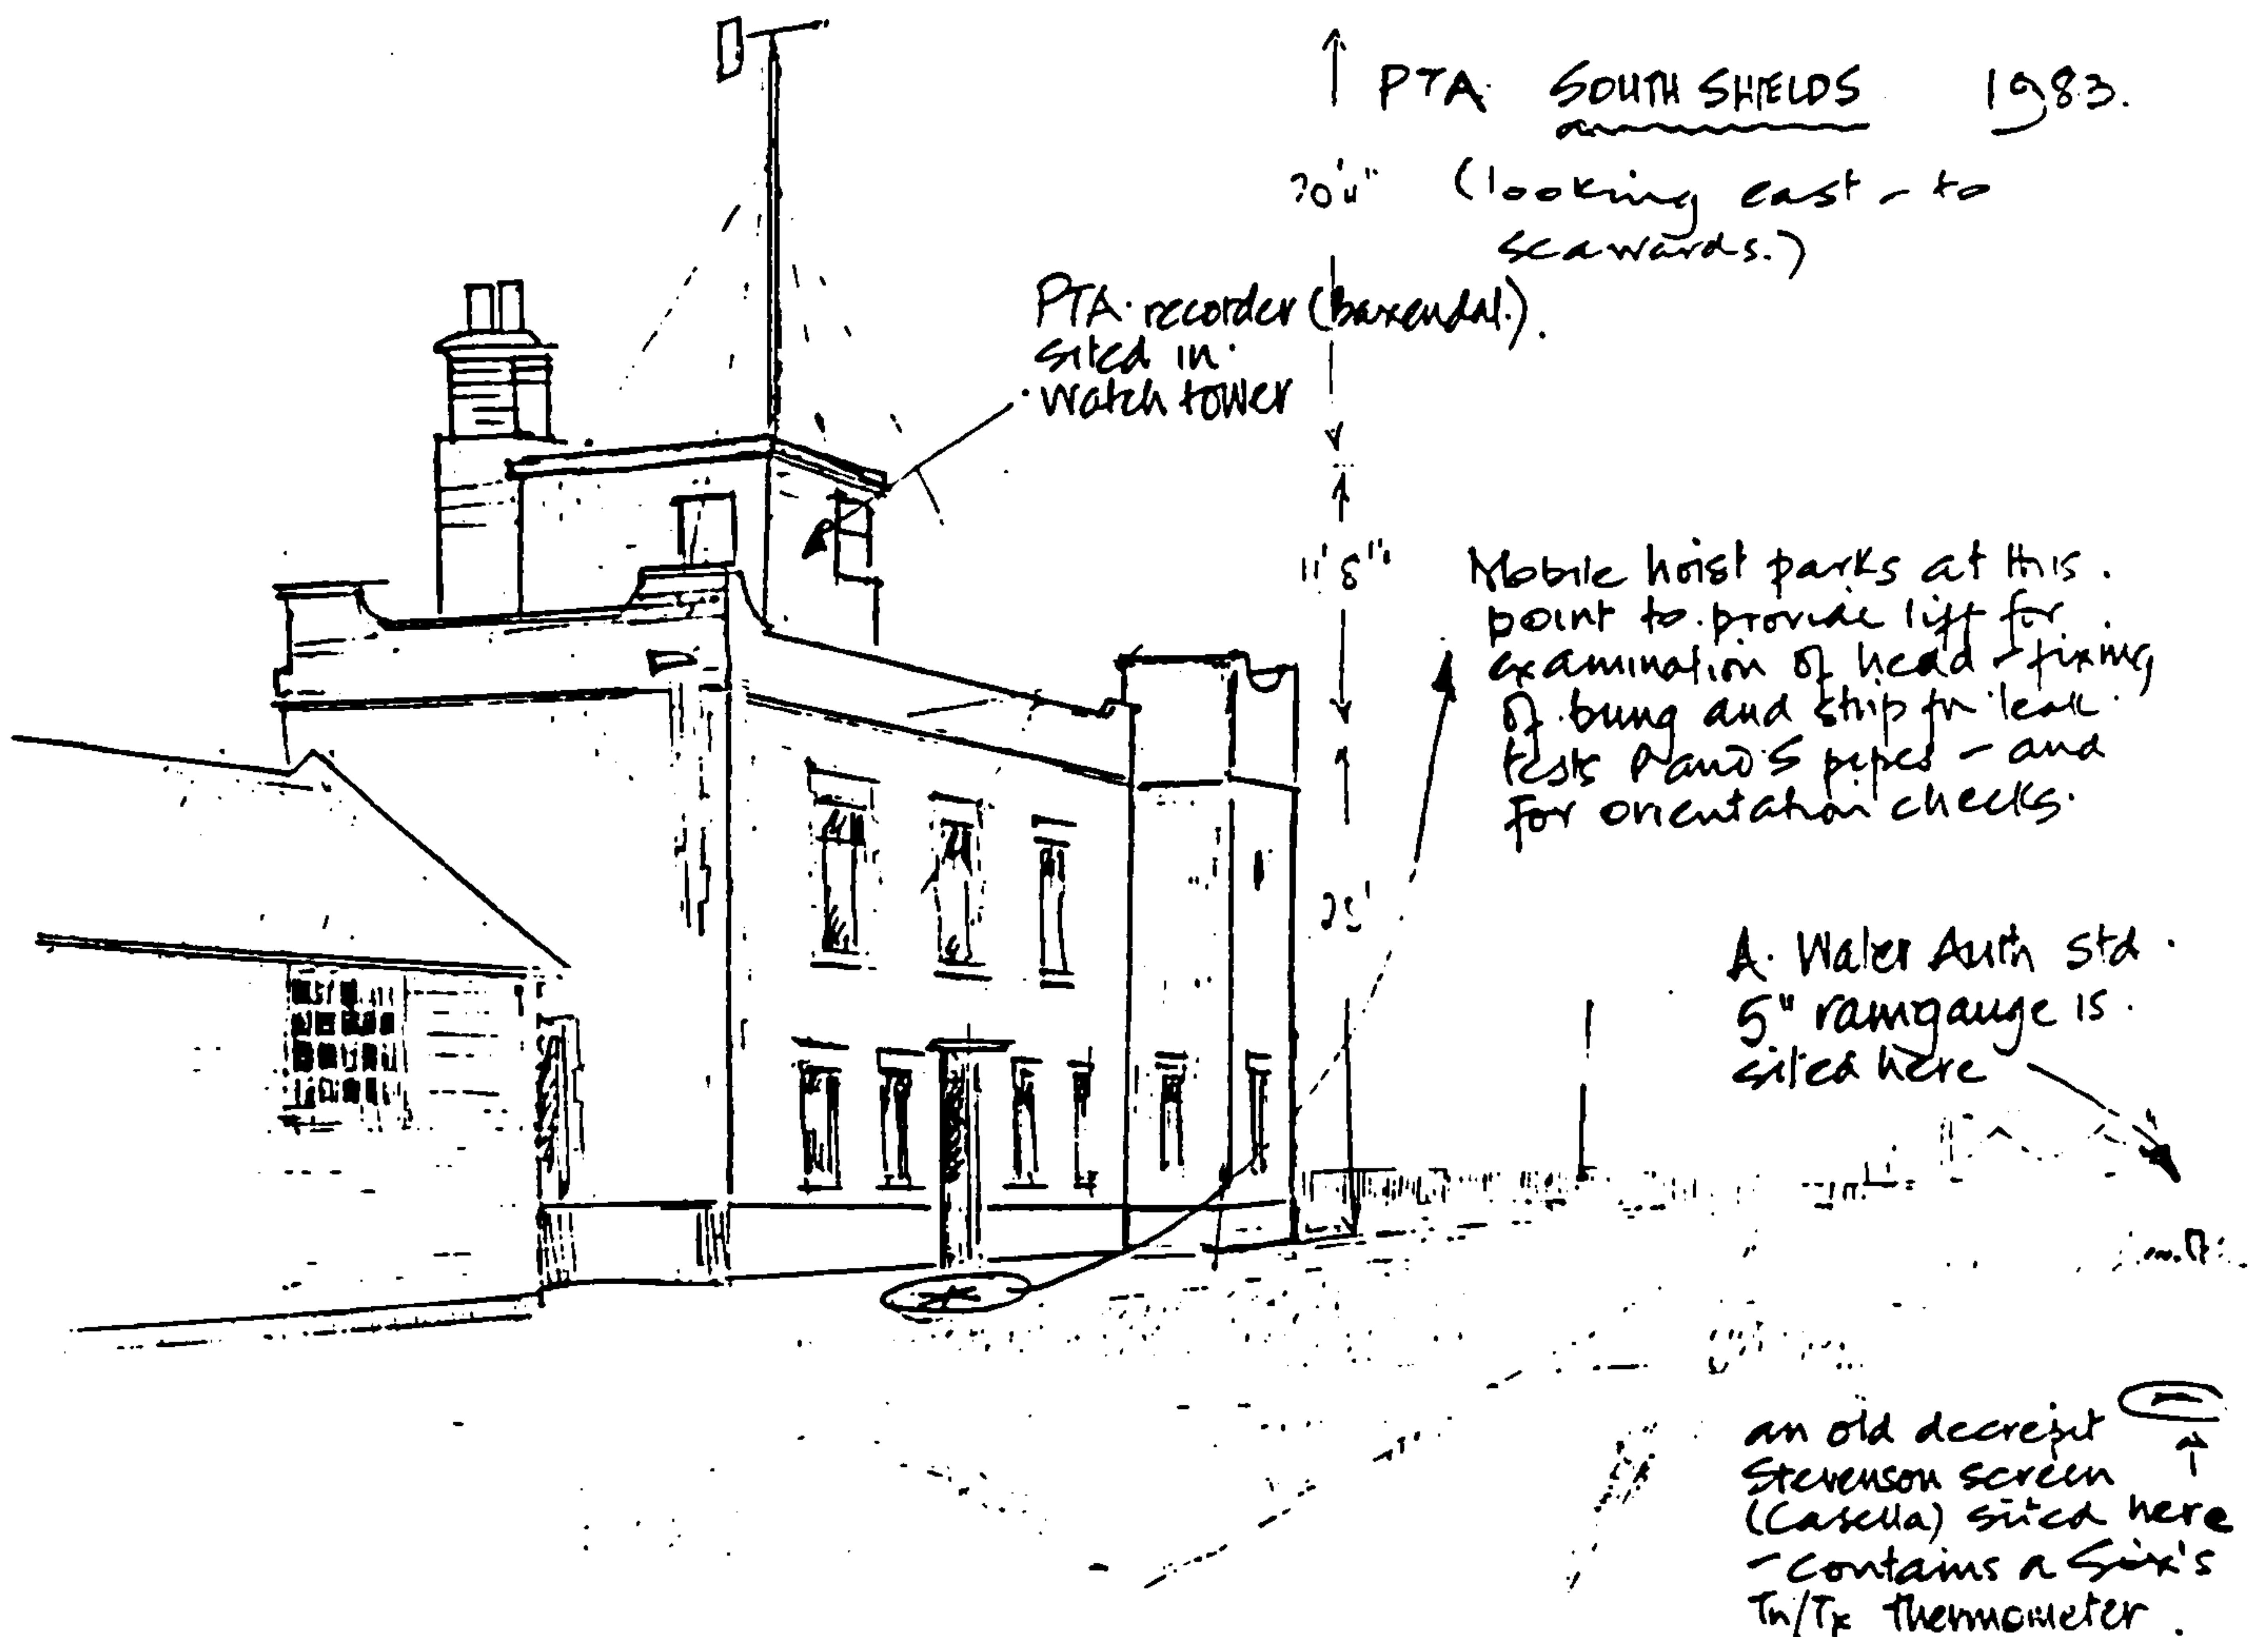 PTA. SOUTH SHIELDS 1983.
(looking east - to
seawards.)
PTA. recorder (baxendal.).
sited in.
watch tower
11' 8"
Mobile hoist parks at this.
point to provide lift for
examination of head - fixing
of bung and strip for leak
tests P and S pipes - and
for orientation checks.
A. Water Auth std.
5" raingauge is.
sited here
an old decrepit
Stevenson screen
(Casella) sited here
- contains a Six's
Tn/Tx thermometer.